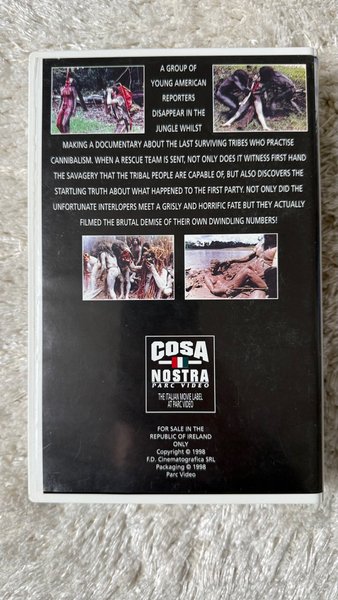 A GROUP OF
YOUNG AMERICAN
REPORTERS
DISAPPEAR IN THE
JUNGLE WHILST
MAKING A DOCUMENTARY ABOUT THE LAST SURVIVING TRIBES WHO PRACTISE
CANNIBALISM. WHEN A RESCUE TEAM IS SENT, NOT ONLY DOES IT WITNESS FIRST HAND
THE SAVAGERY THAT THE TRIBAL PEOPLE ARE CAPABLE OF, BUT ALSO DISCOVERS THE
STARTLING TRUTH ABOUT WHAT HAPPENED TO THE FIRST PARTY. NOT ONLY DID THE
UNFORTUNATE INTERLOPERS MEET A GRISLY AND HORRIFIC FATE BUT THEY ACTUALLY
FILMED THE BRUTAL DEMISE OF THEIR OWN DWINDLING NUMBERS!
COSA
NOSTRA
PARC VIDEO
THE ITALIAN MOVIE LABEL
AT PARC VIDEO
FOR SALE IN THE
REPUBLIC OF IRELAND
ONLY
Copyright © 1998
F.D. Cinematografica SRL
Packaging © 1998
Parc Video